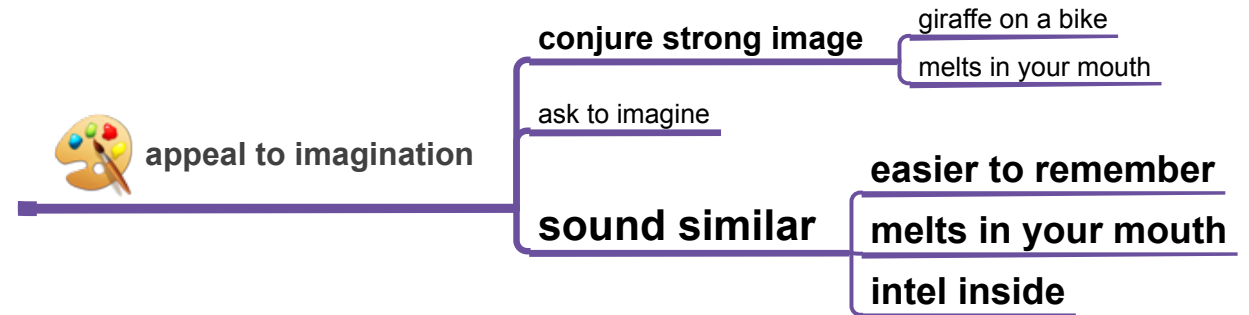 appeal to imagination
conjure strong image
giraffe on a bike
melts in your mouth
ask to imagine
sound similar
easier to remember
melts in your mouth
intel inside